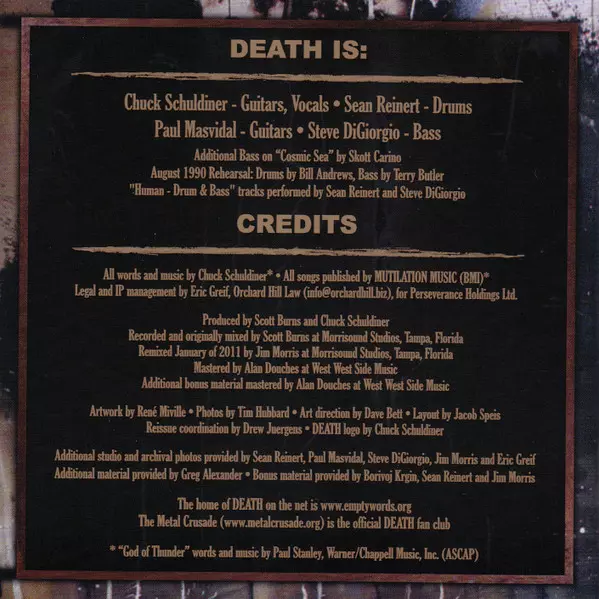 DEATH IS:
Chuck Schuldiner - Guitars, Vocals • Sean Reinert - Drums
Paul Masvidal - Guitars • Steve DiGiorgio - Bass
Additional Bass on "Cosmic Sea" by Skott Carino
August 1990 Rehearsal: Drums by Bill Andrews, Bass by Terry Butler
"Human - Drum & Bass" tracks performed by Sean Reinert and Steve DiGiorgio
CREDITS
All words and music by Chuck Schuldiner* • All songs published by MUTILATION MUSIC (BMI)*
Legal and IP management by Eric Greif, Orchard Hill Law (info@orchardhill.biz), for Perseverance Holdings Ltd.
Produced by Scott Burns and Chuck Schuldiner
Recorded and originally mixed by Scott Burns at Morrisound Studios, Tampa, Florida
Remixed January of 2011 by Jim Morris at Morrisound Studios, Tampa, Florida
Mastered by Alan Douches at West West Side Music
Additional bonus material mastered by Alan Douches at West West Side Music
Artwork by René Miville • Photos by Tim Hubbard • Art direction by Dave Bett • Layout by Jacob Speis
Reissue coordination by Drew Juergens • DEATH logo by Chuck Schuldiner
Additional studio and archival photos provided by Sean Reinert, Paul Masvidal, Steve DiGiorgio, Jim Morris and Eric Greif
Additional material provided by Greg Alexander • Bonus material provided by Borivoj Krgin, Sean Reinert and Jim Morris
The home of DEATH on the net is www.emptywords.org
The Metal Crusade (www.metalcrusade.org) is the official DEATH fan club
* "God of Thunder" words and music by Paul Stanley, Warner/Chappell Music, Inc. (ASCAP)